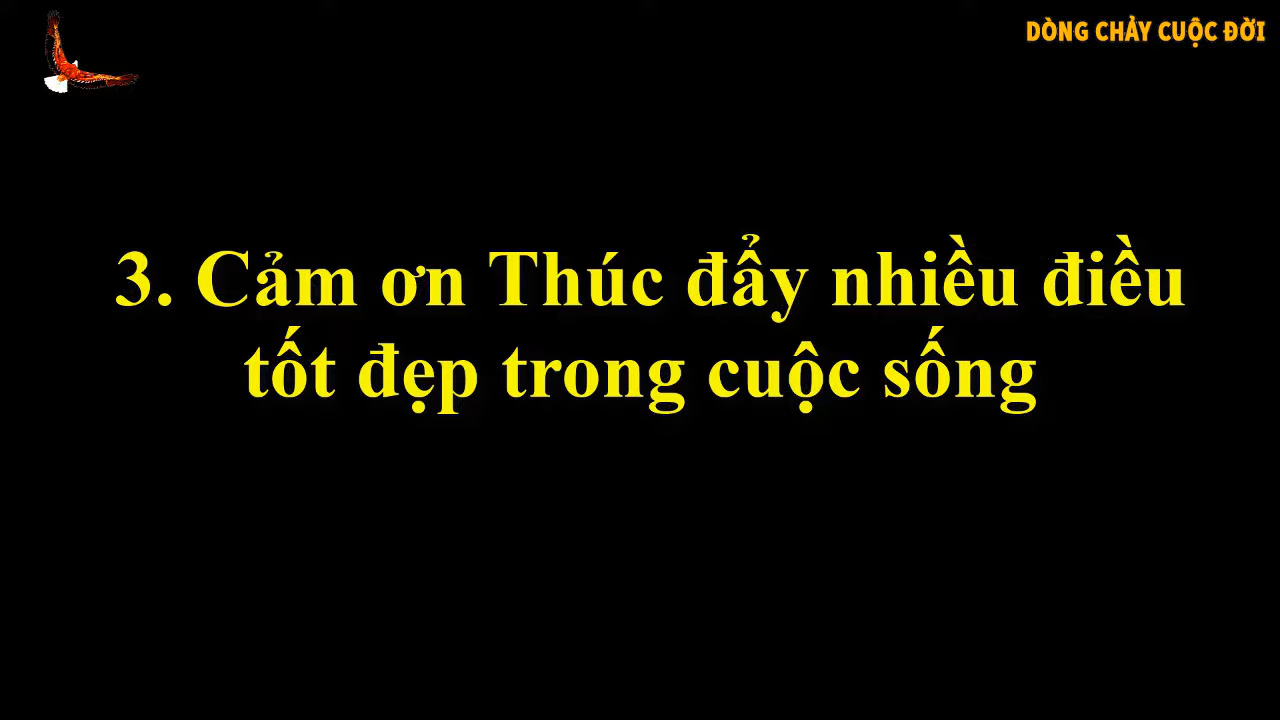 DÒNG CHẢY CUỘC ĐỜI
3. Cảm ơn Thúc đẩy nhiều điều
tốt đẹp trong cuộc sống